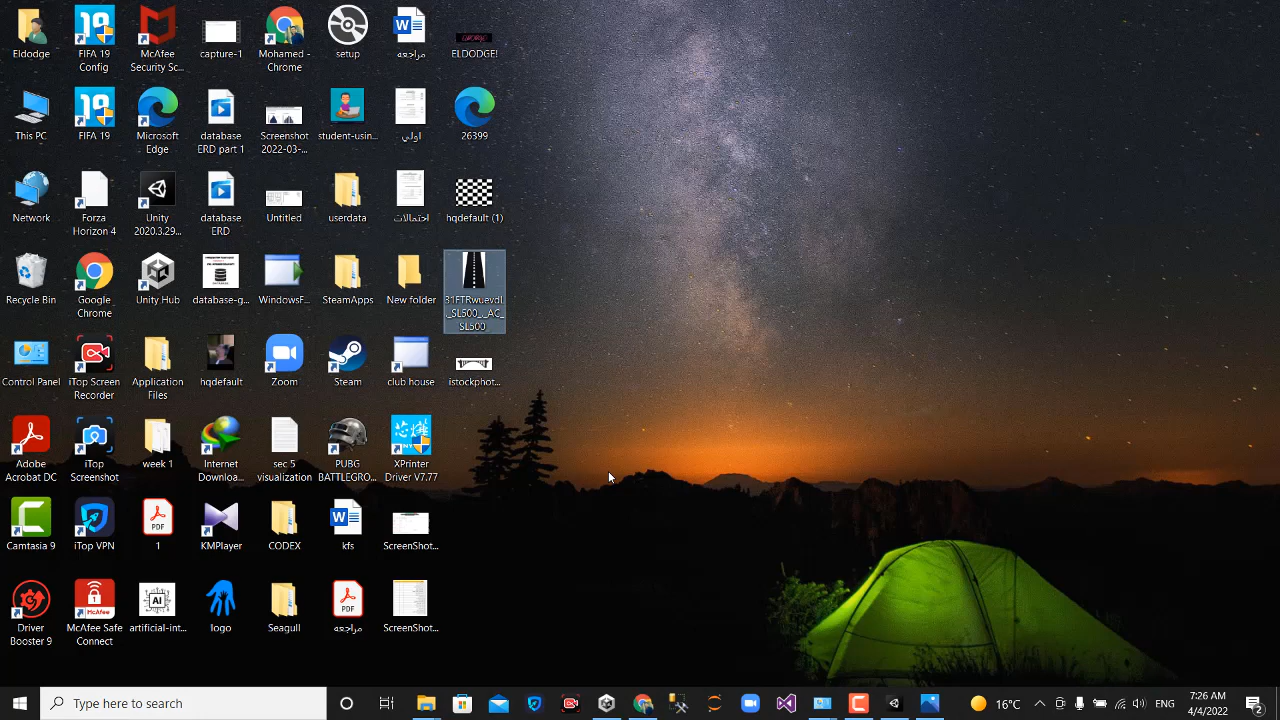 Eldodge
FIFA 19
Config
McAfee
Security Sc...
capture-1
Mohamed -
Chrome
setup
مراجعه
ELDODGE!
This PC
FIFA 19
Microsoft
Edge
database
ERD part 1
Screenshot
2022-03-...
student-usin...
اولي
26399
Network
Forza
Horizon 4
Unity
2020.3.29...
database
ERD
Untitled
userdata
احتمالات
hqdefault (1)
Recycle Bin
Google
Chrome
Unity Hub
database-g...
WindowsF...
SteamApps
New folder
31FTRwuevdl
._SL500_._AC_
SL500_
Control Panel
iTop Screen
Recorder
Application
Files
hqdefault
Zoom
Steam
club house
istockphot...
Adobe
Acrobat DC
iTop
Screenshot
week 1
Internet
Downloa...
sec 5
visualization
PUBG
BATTLEGRO...
XPrinter
Driver V7.77
Camtasia 9
iTop VPN
1
KMPlayer
CODEX
kfs
ScreenShot...
Driver
Booster 9
McAfee Safe
Connect
artificial-int...
logo
Seagull
مراجعه
ScreenShot...
Type here to search
16°C
7:26 AM
4/4/2022